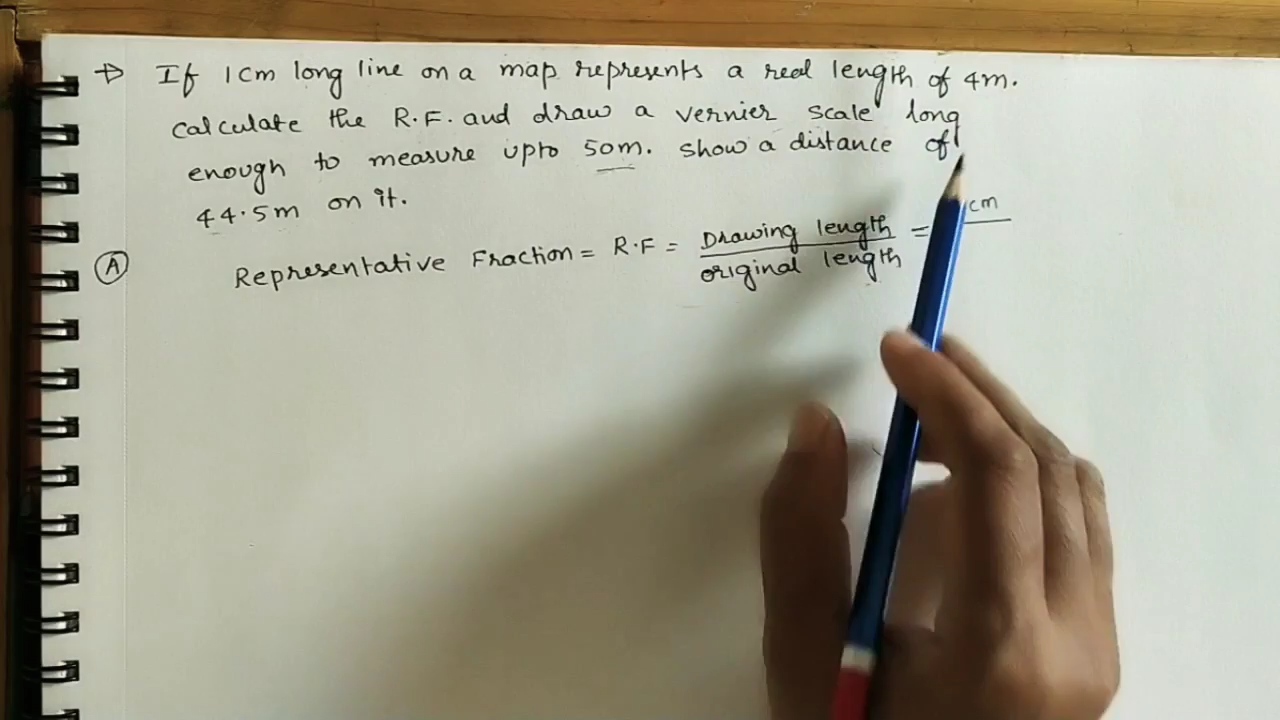 → If 1cm long line on a map represents a real length of 4m.
calculate the R.F. and draw a vernier scale long
enough to measure upto 50m. show a distance of
44.5m on it.
A Representative Fraction = R.F = Drawing length / original length = cm